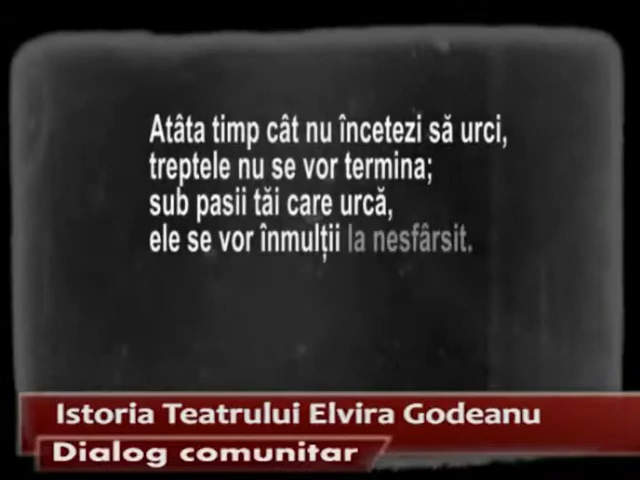 Atâta timp cât nu încetezi să urci,
treptele nu se vor termina;
sub pasii tăi care urcă,
ele se vor înmulții la nesfârsit.
Istoria Teatrului Elvira Godeanu
Dialog comunitar